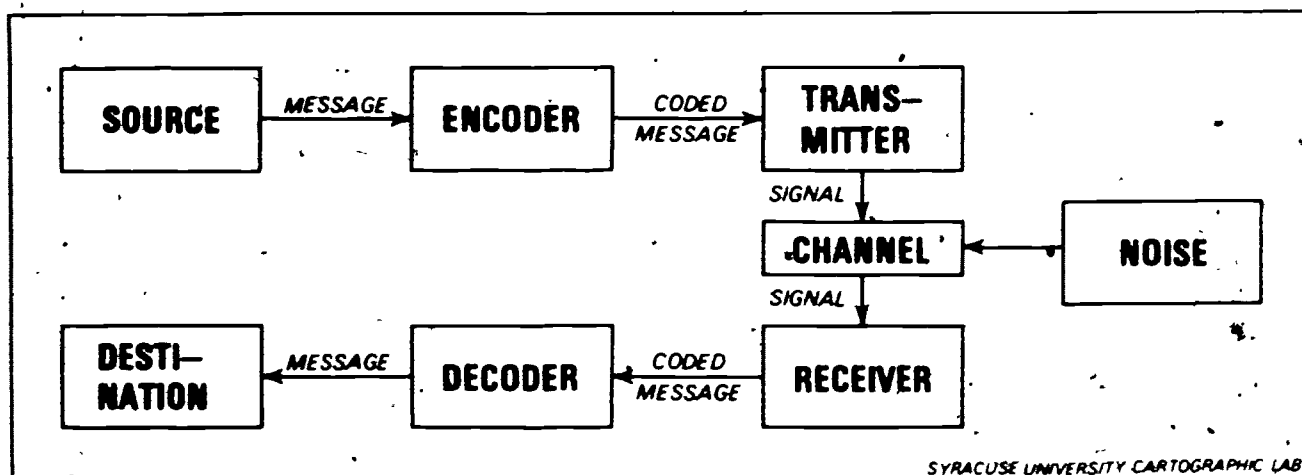 SOURCE
MESSAGE
ENCODER
CODED
MESSAGE
TRANS-
MITTER
SIGNAL
CHANNEL
NOISE
SIGNAL
DESTI-
NATION
MESSAGE
DECODER
CODED
MESSAGE
RECEIVER
SYRACUSE UNIVERSITY CARTOGRAPHIC LAB